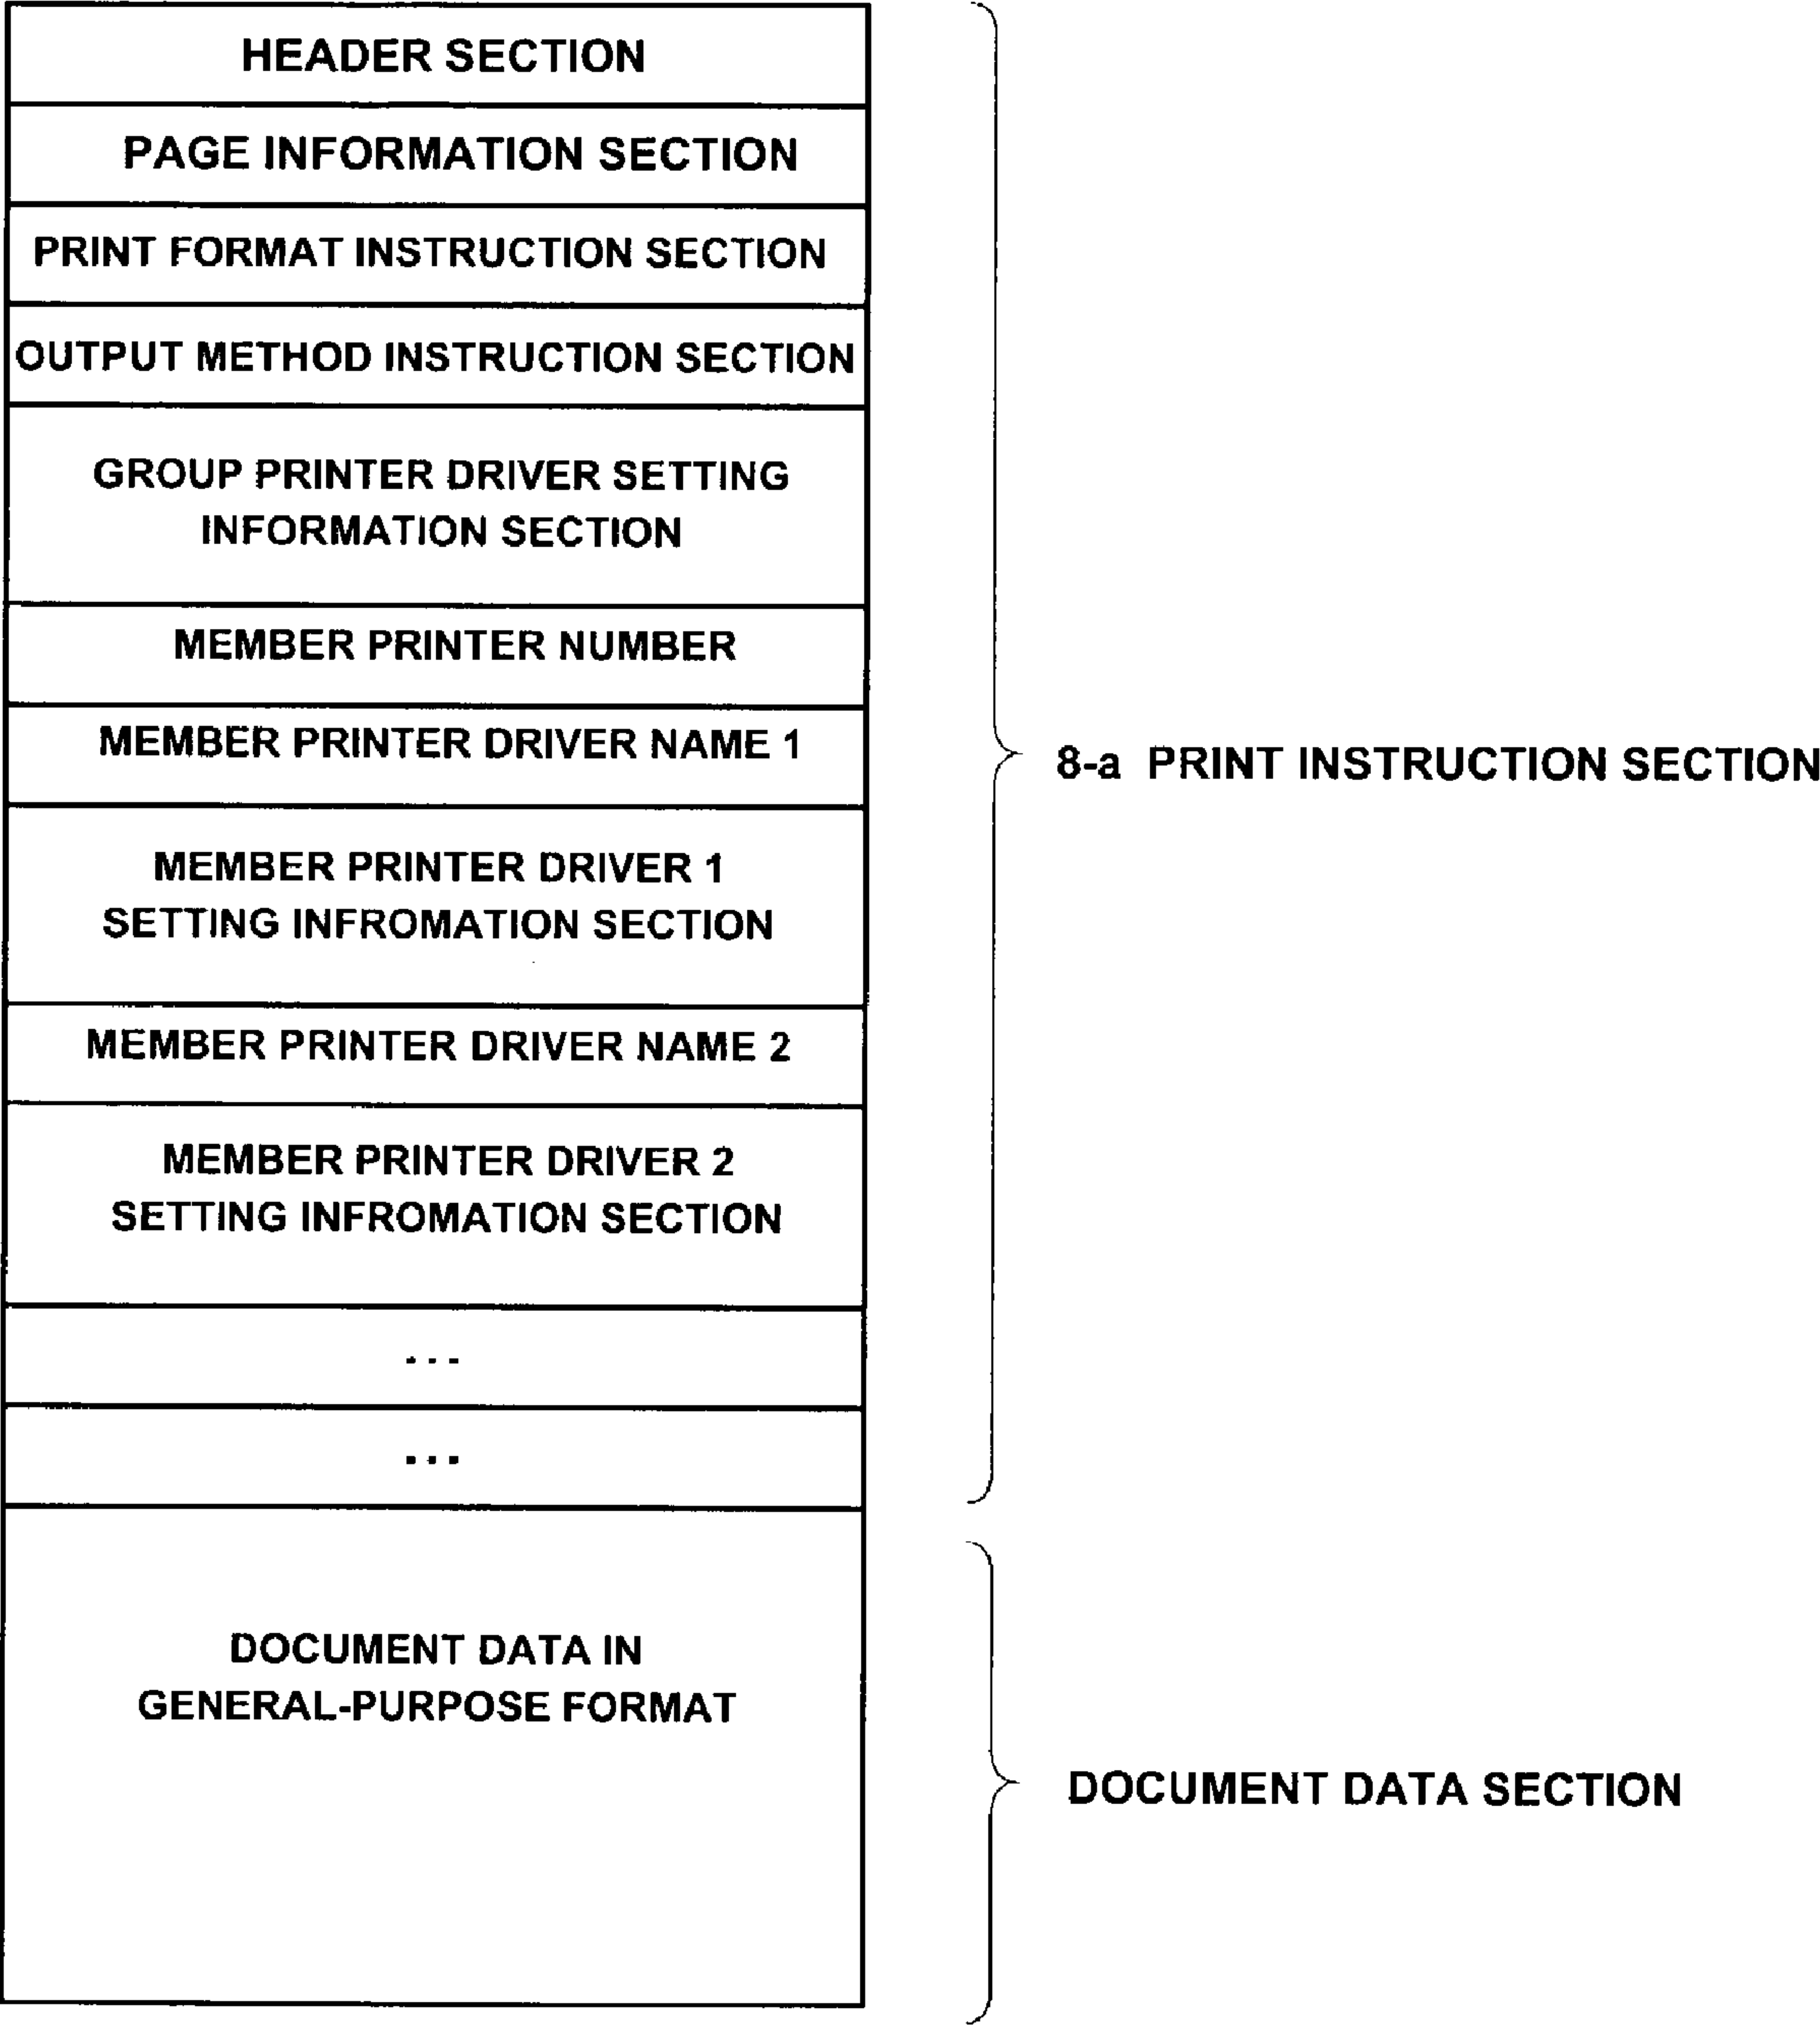 HEADER SECTION
PAGE INFORMATION SECTION
PRINT FORMAT INSTRUCTION SECTION
OUTPUT METHOD INSTRUCTION SECTION
GROUP PRINTER DRIVER SETTING
INFORMATION SECTION
MEMBER PRINTER NUMBER
MEMBER PRINTER DRIVER NAME 1
MEMBER PRINTER DRIVER 1
SETTING INFROMATION SECTION
MEMBER PRINTER DRIVER NAME 2
MEMBER PRINTER DRIVER 2
SETTING INFROMATION SECTION
...
...
8-a PRINT INSTRUCTION SECTION
DOCUMENT DATA IN
GENERAL-PURPOSE FORMAT
DOCUMENT DATA SECTION